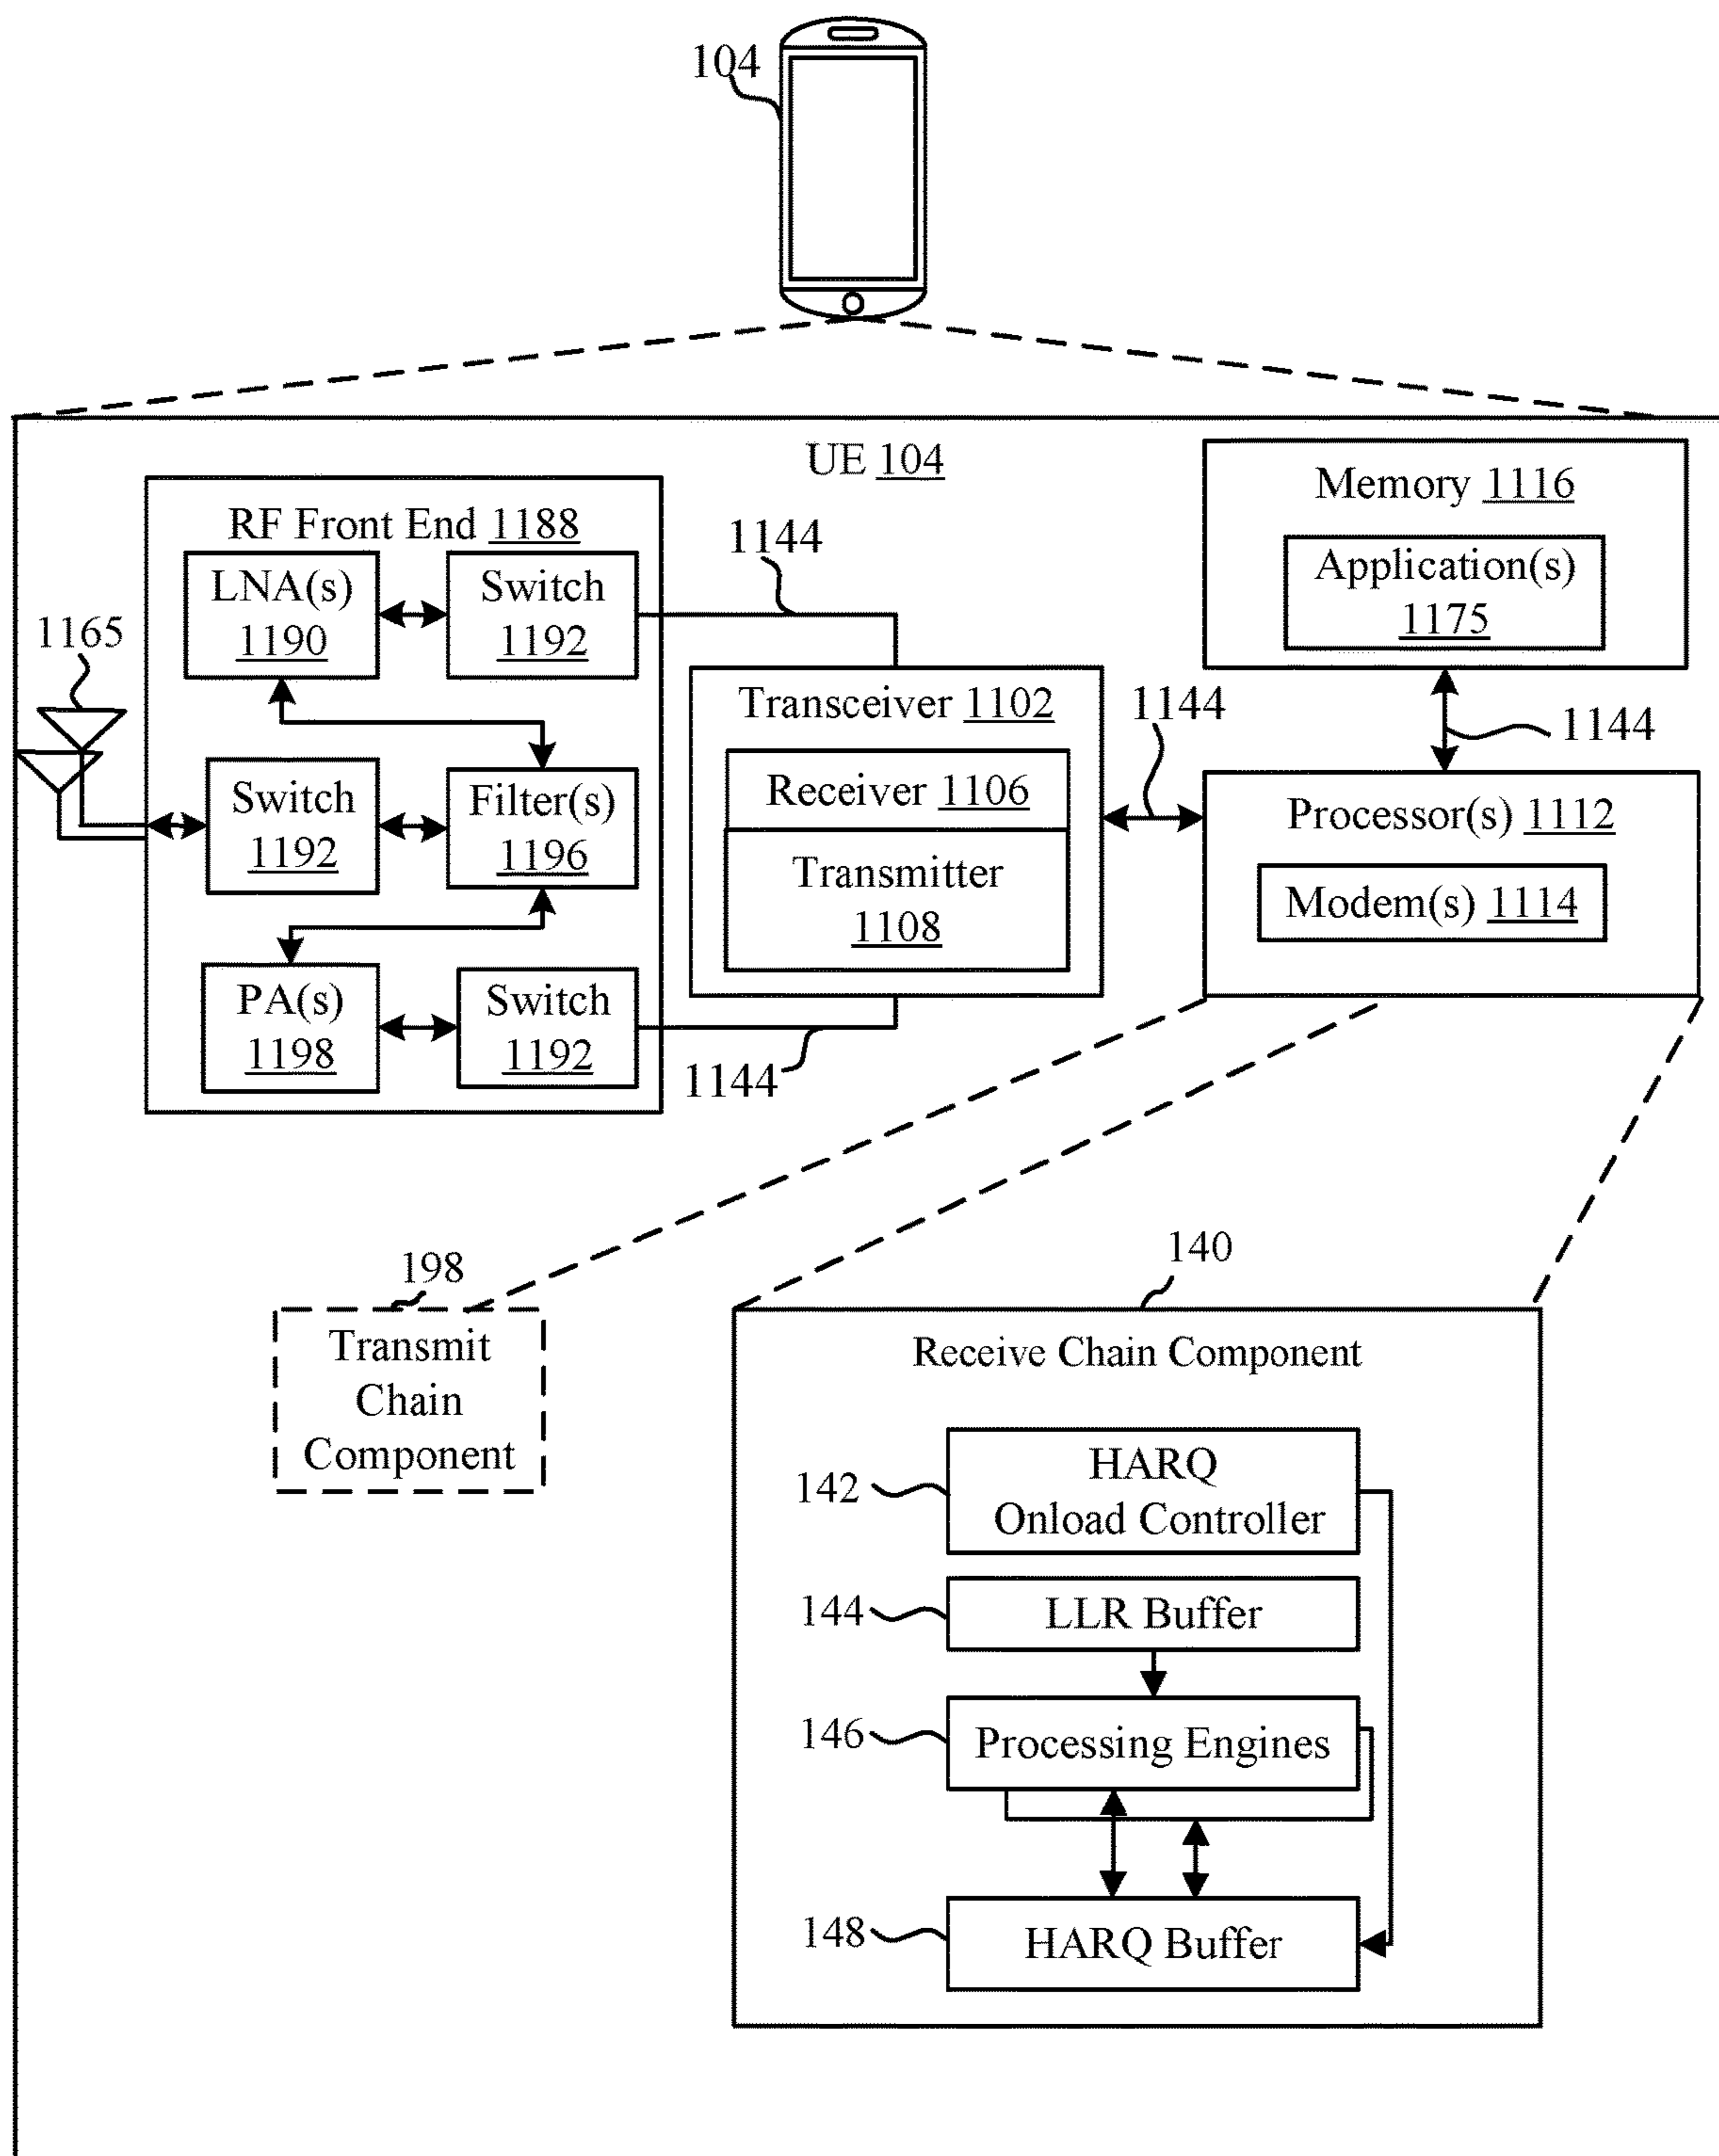 104
UE 104
Memory 1116
Application(s)
1175
RF Front End 1188
LNA(s)
1190
Switch
1192
1144
1165
Transceiver 1102
Receiver 1106
Transmitter
1108
1144
1144
Switch
1192
Filter(s)
1196
Processor(s) 1112
Modem(s) 1114
PA(s)
1198
Switch
1192
1144
198
Transmit
Chain
Component
140
Receive Chain Component
142
HARQ
Onload Controller
144
LLR Buffer
146
Processing Engines
148
HARQ Buffer